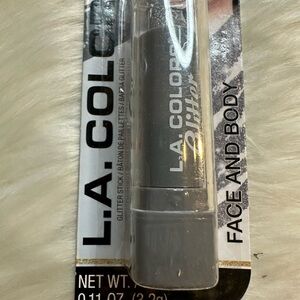 L.A. COLO
GLITTER STICK / BÂTON DE PAILLETTES / BARRA GLITTER
L.A. COLORS
Glitter
FACE AND BODY
NET WT.
0.11 OZ. (3.2g)